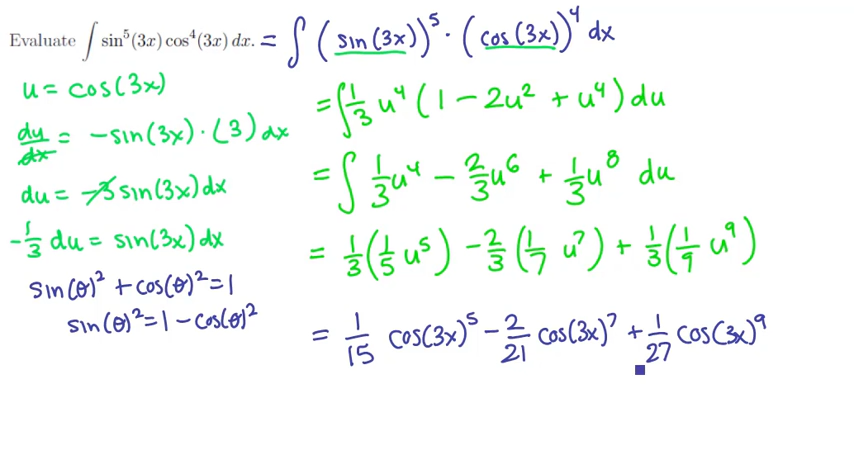 Evaluate ∫ sin⁵(3x) cos⁴(3x) dx. = ∫ (sin(3x))⁵ · (cos(3x))⁴ dx
u = cos(3x)
du/dx = -sin(3x) · (3) dx
du = -3 sin(3x) dx
-1/3 du = sin(3x) dx
sin(θ)² + cos(θ)² = 1
sin(θ)² = 1 - cos(θ)²
= ∫ 1/3 u⁴ (1 - 2u² + u⁴) du
= ∫ 1/3 u⁴ - 2/3 u⁶ + 1/3 u⁸ du
= 1/3 (1/5 u⁵) - 2/3 (1/7 u⁷) + 1/3 (1/9 u⁹)
= 1/15 cos(3x)⁵ - 2/21 cos(3x)⁷ + 1/27 cos(3x)⁹